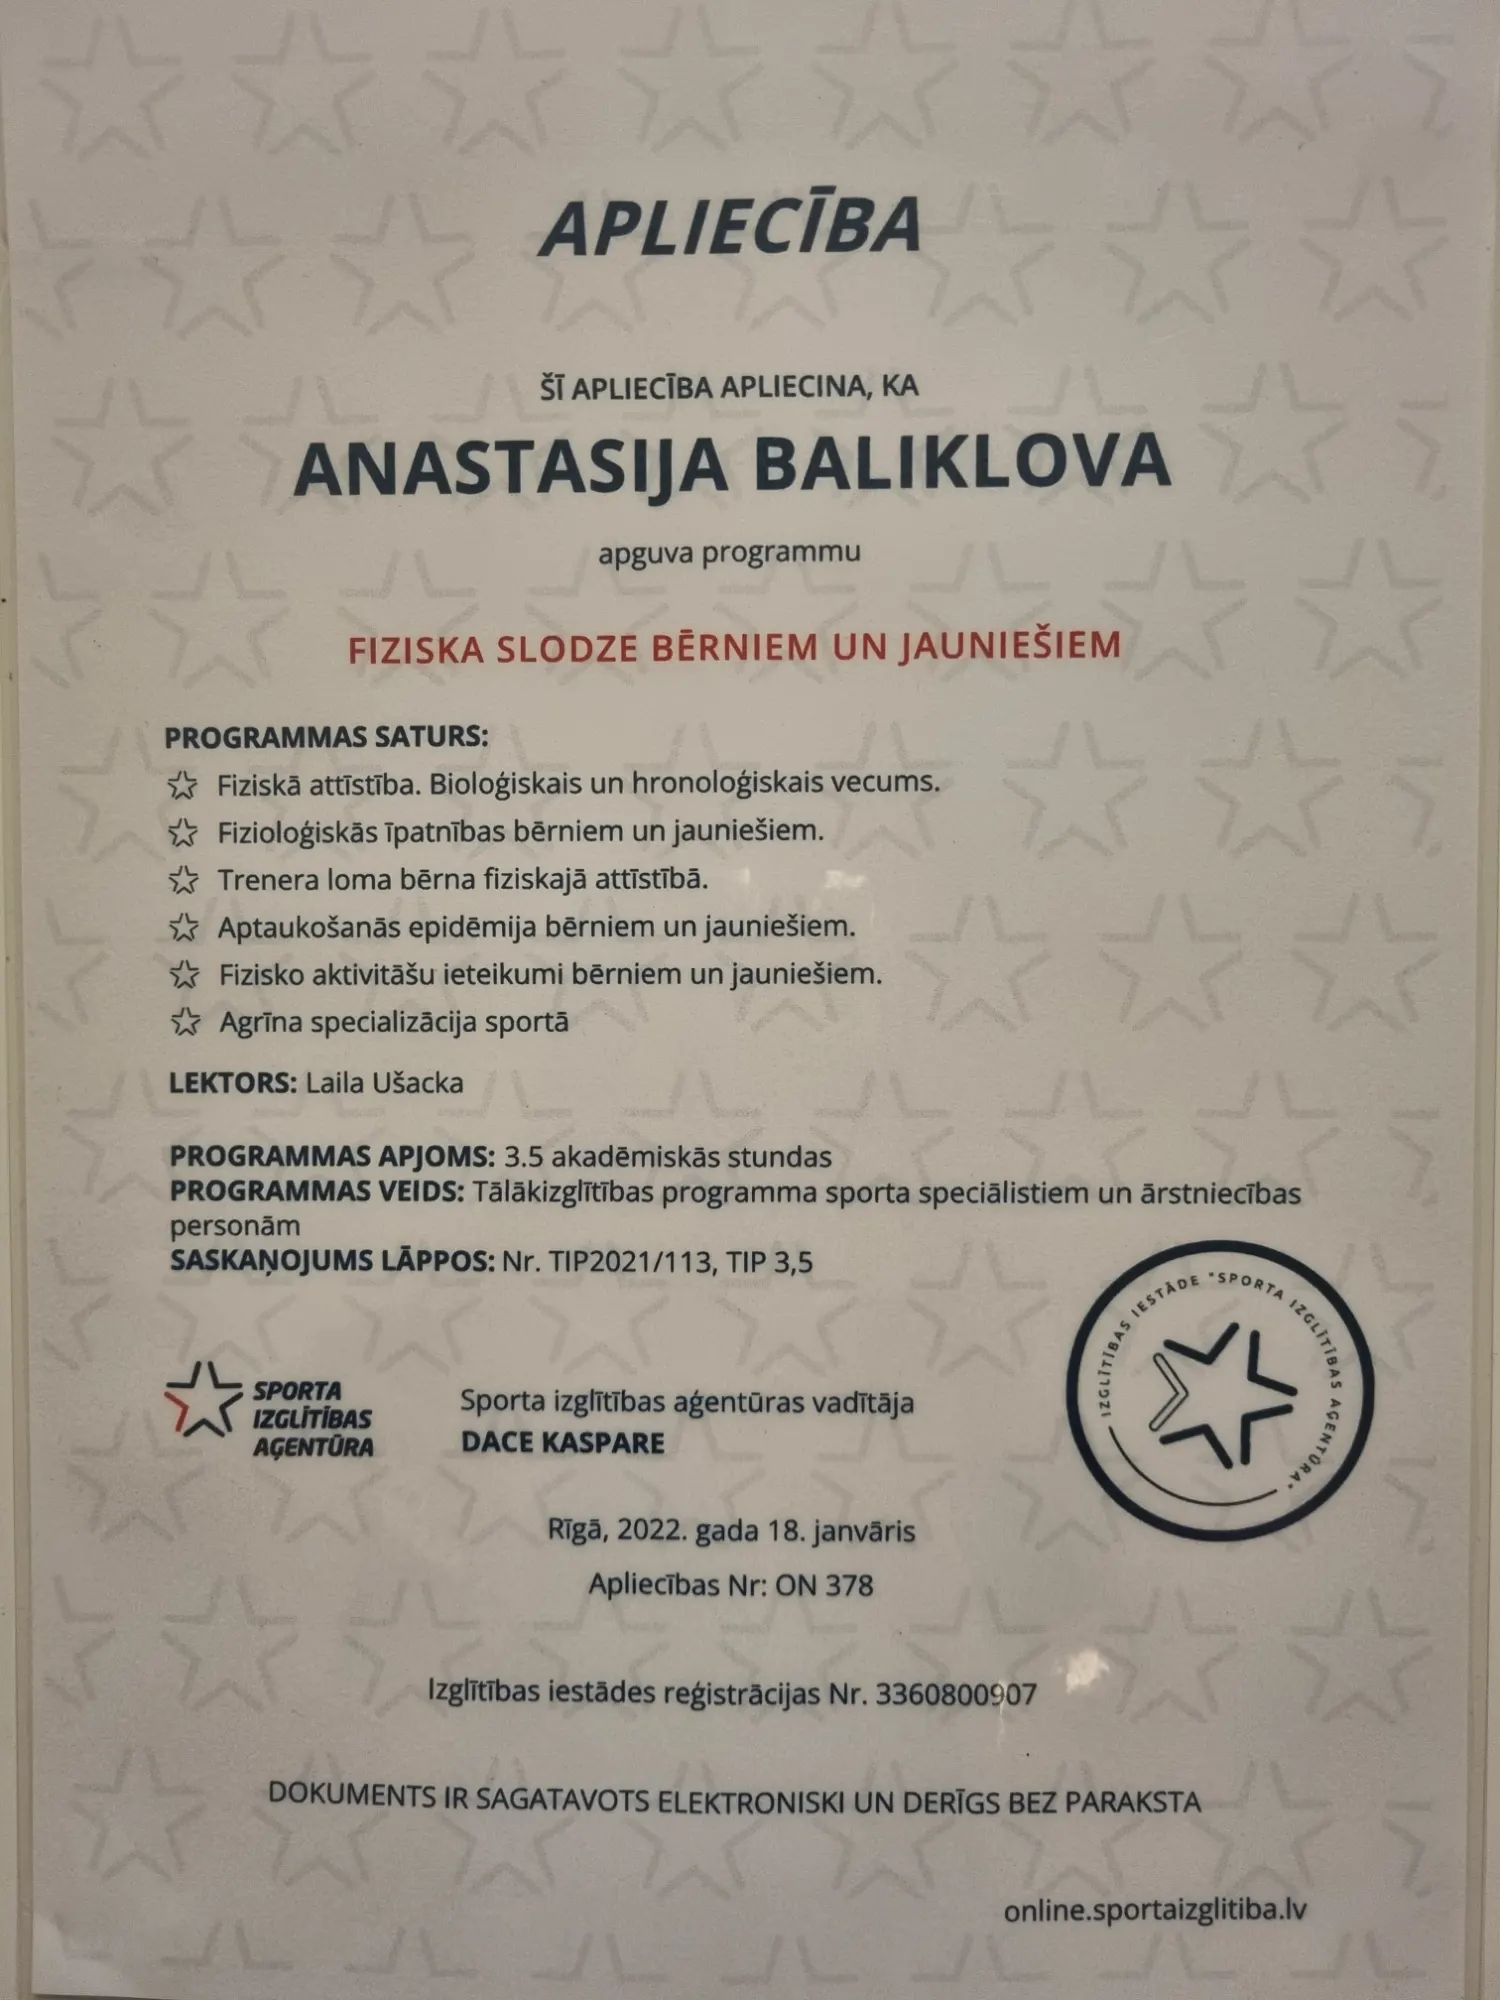 APLIECĪBA
ŠĪ APLIECĪBA APLIECINA, KA
ANASTASIJA BALIKLOVA
apguva programmu
FIZISKA SLODZE BĒRNIEM UN JAUNIEŠIEM
PROGRAMMAS SATURS:
Fiziskā attīstība. Bioloģiskais un hronoloģiskais vecums.
Fizioloģiskās īpatnības bērniem un jauniešiem.
Trenera loma bērna fiziskajā attīstībā.
Aptaukošanās epidēmija bērniem un jauniešiem.
Fizisko aktivitāšu ieteikumi bērniem un jauniešiem.
Agrīna specializācija sportā
LEKTORS: Laila Ušacka
PROGRAMMAS APJOMS: 3.5 akadēmiskās stundas
PROGRAMMAS VEIDS: Tālākizglītības programma sporta speciālistiem un ārstniecības
personām
SASKAŅOJUMS LĀPPOS: Nr. TIP2021/113, TIP 3,5
IZGLĪTĪBAS IESTĀDE "SPORTA IZGLĪTĪBAS AĢENTŪRA"
SPORTA
IZGLĪTĪBAS
AĢENTŪRA
Sporta izglītības aģentūras vadītāja
DACE KASPARE
Rīgā, 2022. gada 18. janvāris
Apliecības Nr: ON 378
Izglītības iestādes reģistrācijas Nr. 3360800907
DOKUMENTS IR SAGATAVOTS ELEKTRONISKI UN DERĪGS BEZ PARAKSTA
online.sportaizglitiba.lv